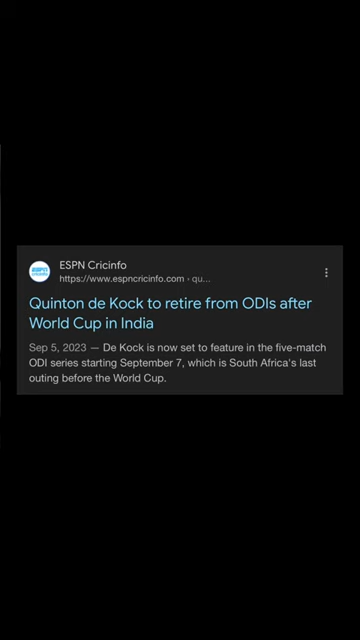 ESPN cricinfo
ESPN Cricinfo
https://www.espncricinfo.com › qu...
Quinton de Kock to retire from ODIs after
World Cup in India
Sep 5, 2023 — De Kock is now set to feature in the five-match
ODI series starting September 7, which is South Africa's last
outing before the World Cup.